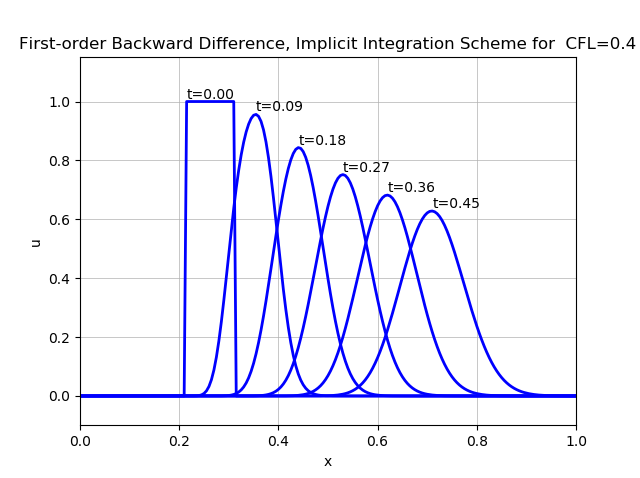 First-order Backward Difference, Implicit Integration Scheme for  CFL=0.4
1.0
0.8
0.6
0.4
0.2
0.0
u
t=0.00
t=0.09
t=0.18
t=0.27
t=0.36
t=0.45
0.0 0.2 0.4 0.6 0.8 1.0
x